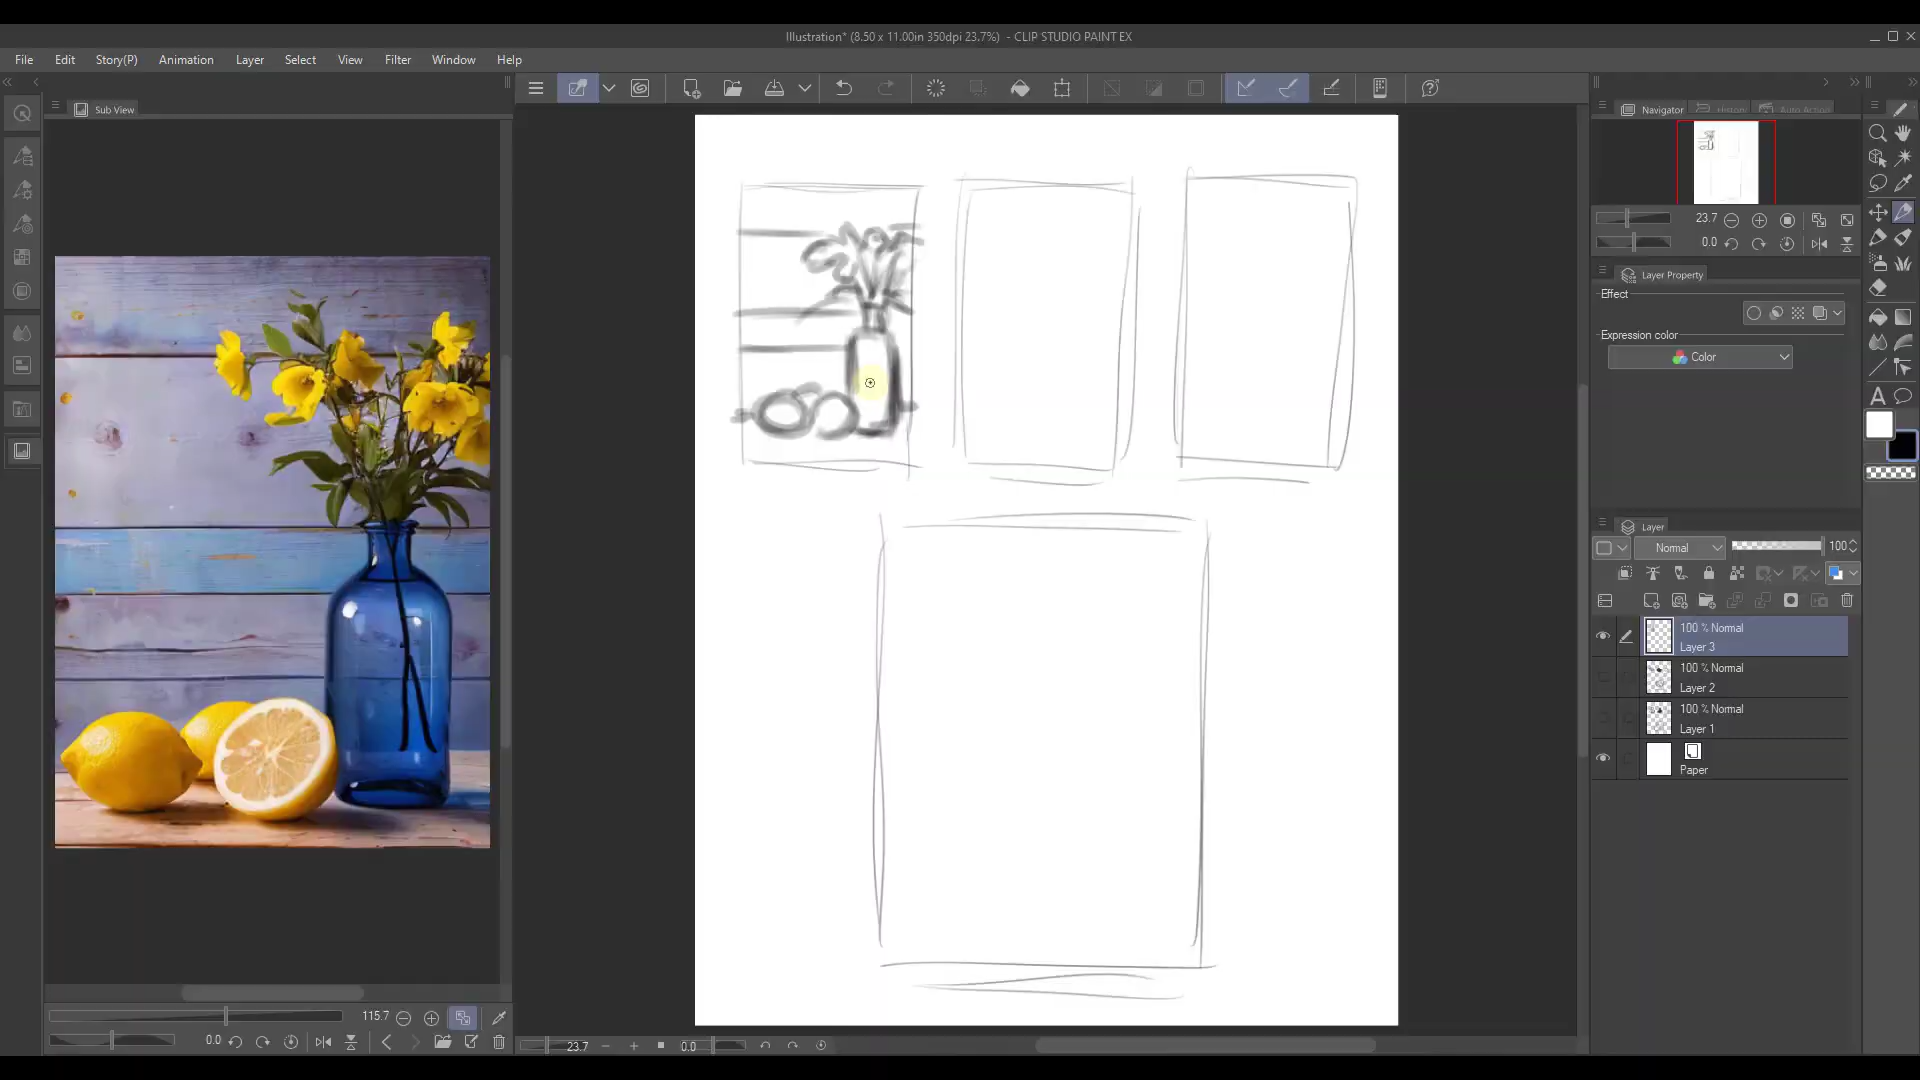 Illustration* (8.50 x 11.00in 350dpi 23.7%) - CLIP STUDIO PAINT EX
File Edit Story(P) Animation Layer Select View Filter Window Help
Sub View
Navigator History Auto Action
23.7
0.0
Layer Property
Effect
Expression color
Color
A
Layer
Normal 100
100 % Normal
Layer 3
100 % Normal
Layer 2
100 % Normal
Layer 1
Paper
115.7
0.0
23.7 0.0